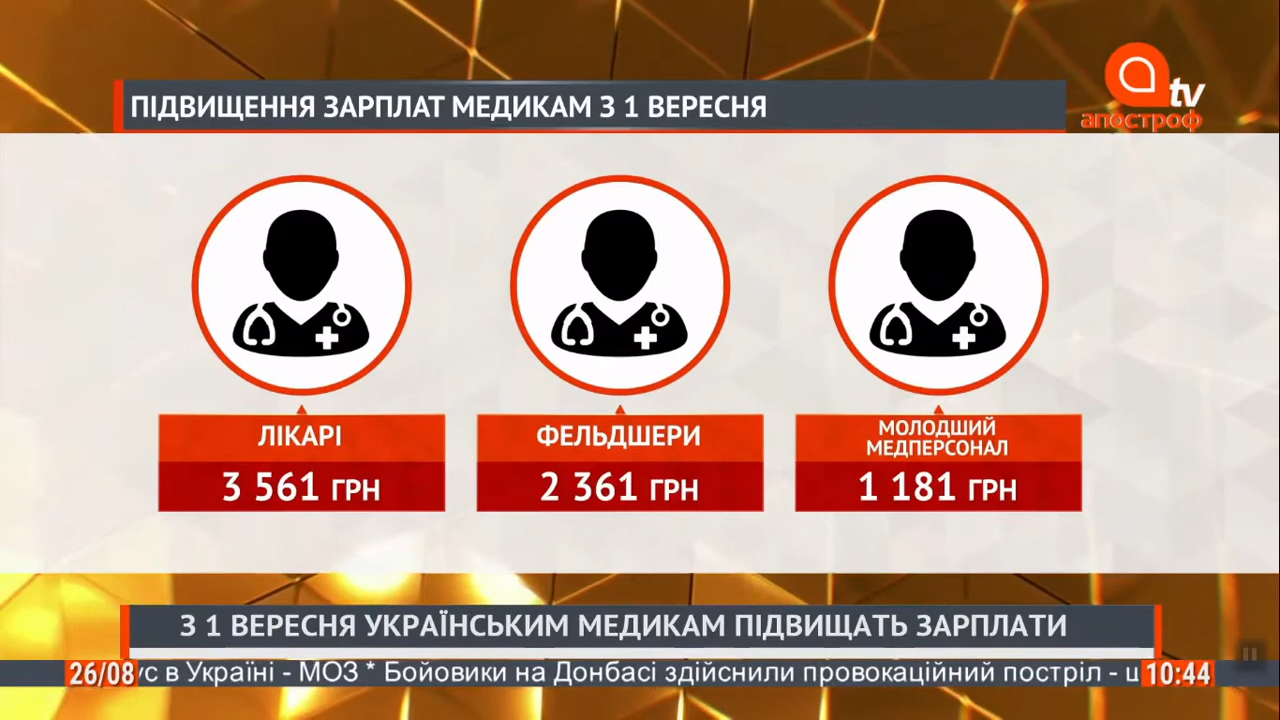 ПІДВИЩЕННЯ ЗАРПЛАТ МЕДИКАМ З 1 ВЕРЕСНЯ
tv
апостроф
ЛІКАРІ
3 561 ГРН
ФЕЛЬДШЕРИ
2 361 ГРН
МОЛОДШИЙ
МЕДПЕРСОНАЛ
1 181 ГРН
З 1 ВЕРЕСНЯ УКРАЇНСЬКИМ МЕДИКАМ ПІДВИЩАТЬ ЗАРПЛАТИ
26/08 в Україні - МОЗ * Бойовики на Донбасі здійснили провокаційний постріл - 10:44